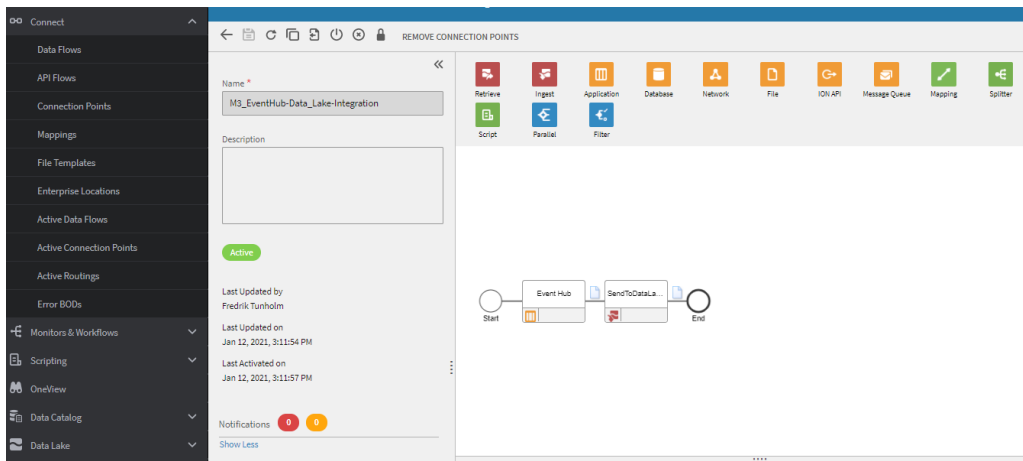 Connect
Data Flows
API Flows
Connection Points
Mappings
File Templates
Enterprise Locations
Active Data Flows
Active Connection Points
Active Routings
Error BODs
Monitors & Workflows
Scripting
OneView
Data Catalog
Data Lake
REMOVE CONNECTION POINTS
Name *
M3_EventHub-Data_Lake-Integration
Description
Active
Last Updated by
Fredrik Tunholm
Last Updated on
Jan 12, 2021, 3:11:54 PM
Last Activated on
Jan 12, 2021, 3:11:57 PM
Notifications 0 0
Show Less
Retrieve Ingest Application Database Network File ION API Message Queue Mapping Splitter
Script Parallel Filter
Event Hub SendToDataLa...
Start End